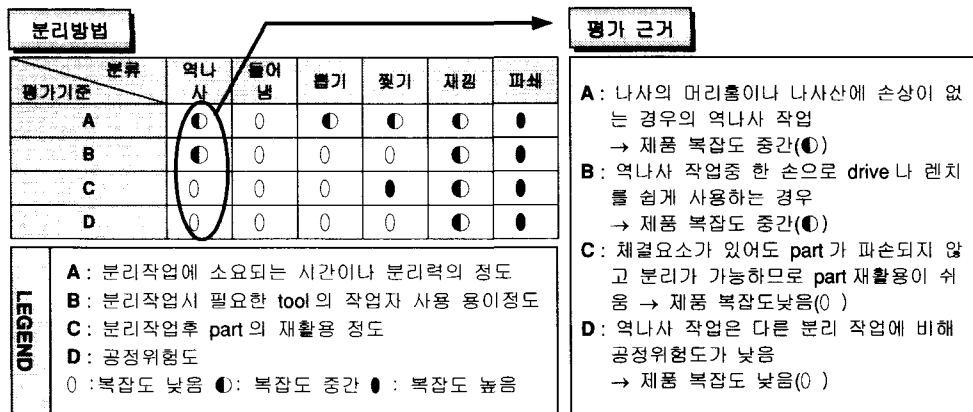 분리방법
분류
평가기준
역나사
들어냄
뽑기
찢기
재낌
파쇄
A ◐ 0 ◐ ◐ ◐ ●
B ◐ 0 0 0 ◐ ●
C 0 0 0 ● ◐ ●
D 0 0 0 0 ◐ ●
LEGEND
A : 분리작업에 소요되는 시간이나 분리력의 정도
B : 분리작업시 필요한 tool 의 작업자 사용 용이정도
C : 분리작업후 part 의 재활용 정도
D : 공정위험도
0 :복잡도 낮음 ◐: 복잡도 중간 ● : 복잡도 높음
평가 근거
A : 나사의 머리홈이나 나사산에 손상이 없
는 경우의 역나사 작업
→ 제품 복잡도 중간(◐)
B : 역나사 작업중 한 손으로 drive 나 렌치
를 쉽게 사용하는 경우
→ 제품 복잡도 중간(◐)
C : 체결요소가 있어도 part 가 파손되지 않
고 분리가 가능하므로 part 재활용이 쉬
움 → 제품 복잡도낮음(0 )
D : 역나사 작업은 다른 분리 작업에 비해
공정위험도가 낮음
→ 제품 복잡도 낮음(0 )